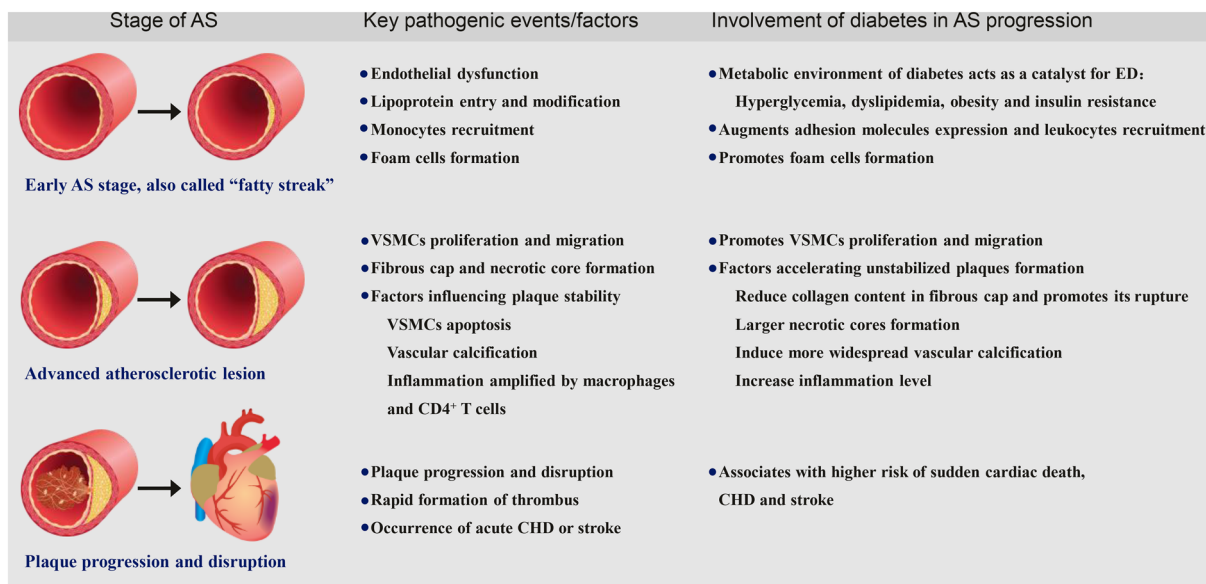 Stage of AS
Key pathogenic events/factors
Involvement of diabetes in AS progression
Early AS stage, also called “fatty streak”
●Endothelial dysfunction
●Lipoprotein entry and modification
●Monocytes recruitment
●Foam cells formation
●Metabolic environment of diabetes acts as a catalyst for ED：
Hyperglycemia, dyslipidemia, obesity and insulin resistance
●Augments adhesion molecules expression and leukocytes recruitment
●Promotes foam cells formation
Advanced atherosclerotic lesion
●VSMCs proliferation and migration
●Fibrous cap and necrotic core formation
●Factors influencing plaque stability
VSMCs apoptosis
Vascular calcification
Inflammation amplified by macrophages
and CD4⁺ T cells
●Promotes VSMCs proliferation and migration
●Factors accelerating unstabilized plaques formation
Reduce collagen content in fibrous cap and promotes its rupture
Larger necrotic cores formation
Induce more widespread vascular calcification
Increase inflammation level
Plaque progression and disruption
●Plaque progression and disruption
●Rapid formation of thrombus
●Occurrence of acute CHD or stroke
●Associates with higher risk of sudden cardiac death,
CHD and stroke